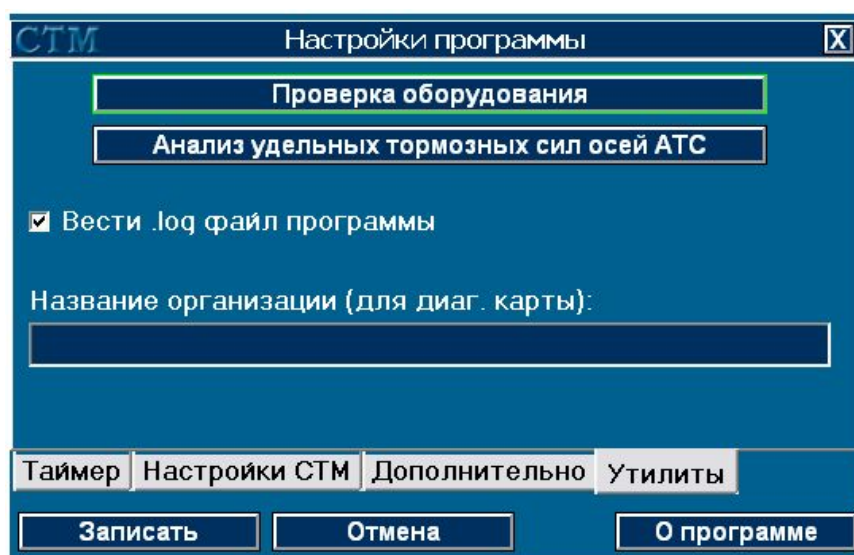 СТМ Настройки программы X
Проверка оборудования
Анализ удельных тормозных сил осей АТС
Вести .log файл программы
Название организации (для диаг. карты):
Таймер Настройки СТМ Дополнительно Утилиты
Записать Отмена О программе